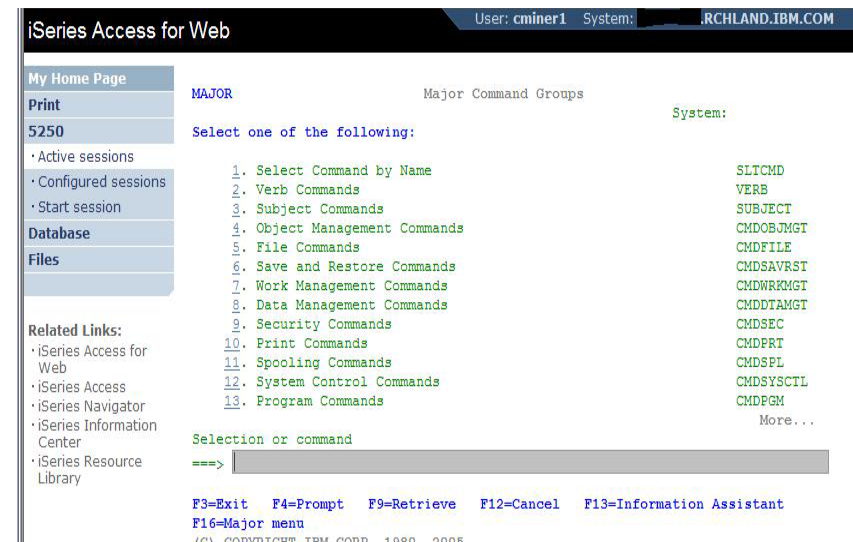 iSeries Access for Web
User: cminer1 System: .RCHLAND.IBM.COM
My Home Page
Print
5250
· Active sessions
· Configured sessions
· Start session
Database
Files
Related Links:
· iSeries Access for
Web
· iSeries Access
· iSeries Navigator
· iSeries Information
Center
· iSeries Resource
Library
MAJOR Major Command Groups
System:
Select one of the following:
1. Select Command by Name SLTCMD
2. Verb Commands VERB
3. Subject Commands SUBJECT
4. Object Management Commands CMDOBJMGT
5. File Commands CMDFILE
6. Save and Restore Commands CMDSAVRST
7. Work Management Commands CMDWRKMGT
8. Data Management Commands CMDDTAMGT
9. Security Commands CMDSEC
10. Print Commands CMDPRT
11. Spooling Commands CMDSPL
12. System Control Commands CMDSYSCTL
13. Program Commands CMDPGM
More...
Selection or command
===>
F3=Exit F4=Prompt F9=Retrieve F12=Cancel F13=Information Assistant
F16=Major menu
(C) COPYRIGHT IBM CORP. 1980, 2005.